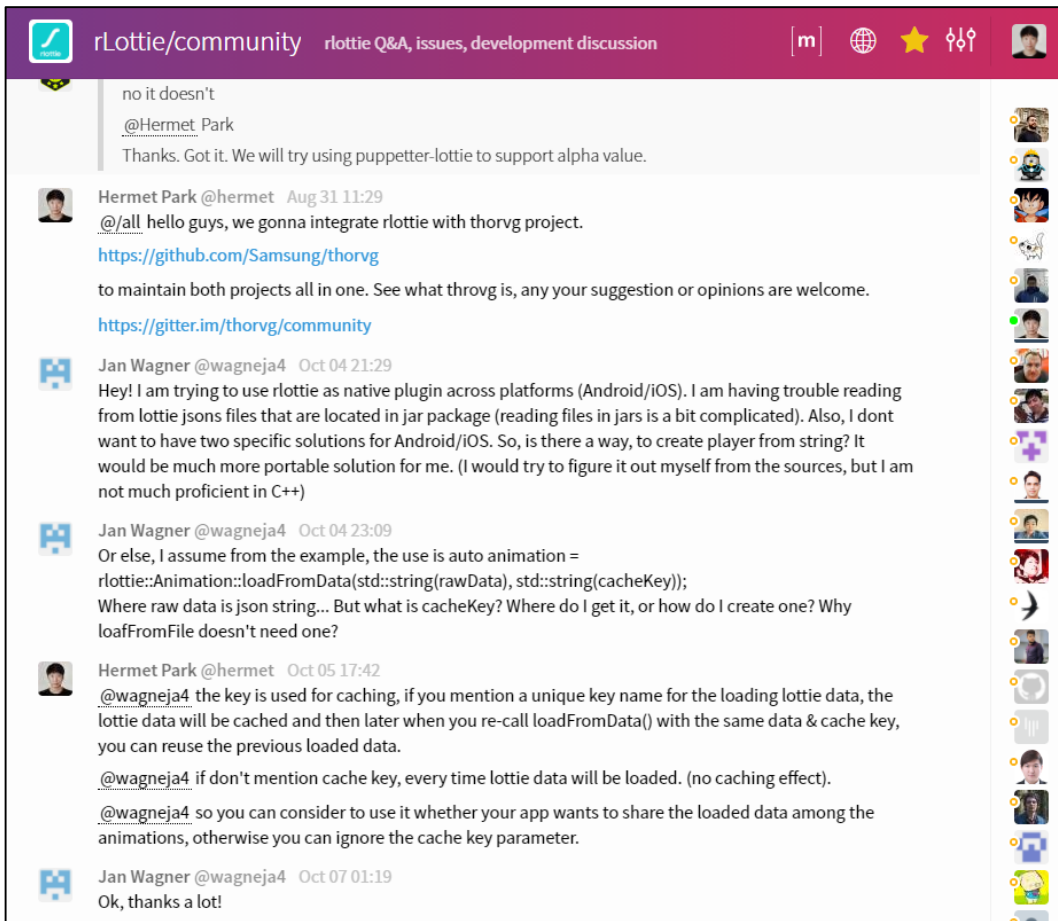 rlottie
rLottie/community rlottie Q&A, issues, development discussion [m]
no it doesn't
@Hermet Park
Thanks. Got it. We will try using puppetter-lottie to support alpha value.
Hermet Park @hermet Aug 31 11:29
@/all hello guys, we gonna integrate rlottie with thorvg project.
https://github.com/Samsung/thorvg
to maintain both projects all in one. See what throvg is, any your suggestion or opinions are welcome.
https://gitter.im/thorvg/community
Jan Wagner @wagneja4 Oct 04 21:29
Hey! I am trying to use rlottie as native plugin across platforms (Android/iOS). I am having trouble reading
from lottie jsons files that are located in jar package (reading files in jars is a bit complicated). Also, I dont
want to have two specific solutions for Android/iOS. So, is there a way, to create player from string? It
would be much more portable solution for me. (I would try to figure it out myself from the sources, but I am
not much proficient in C++)
Jan Wagner @wagneja4 Oct 04 23:09
Or else, I assume from the example, the use is auto animation =
rlottie::Animation::loadFromData(std::string(rawData), std::string(cacheKey));
Where raw data is json string... But what is cacheKey? Where do I get it, or how do I create one? Why
loafFromFile doesn't need one?
Hermet Park @hermet Oct 05 17:42
@wagneja4 the key is used for caching, if you mention a unique key name for the loading lottie data, the
lottie data will be cached and then later when you re-call loadFromData() with the same data & cache key,
you can reuse the previous loaded data.
@wagneja4 if don't mention cache key, every time lottie data will be loaded. (no caching effect).
@wagneja4 so you can consider to use it whether your app wants to share the loaded data among the
animations, otherwise you can ignore the cache key parameter.
Jan Wagner @wagneja4 Oct 07 01:19
Ok, thanks a lot!